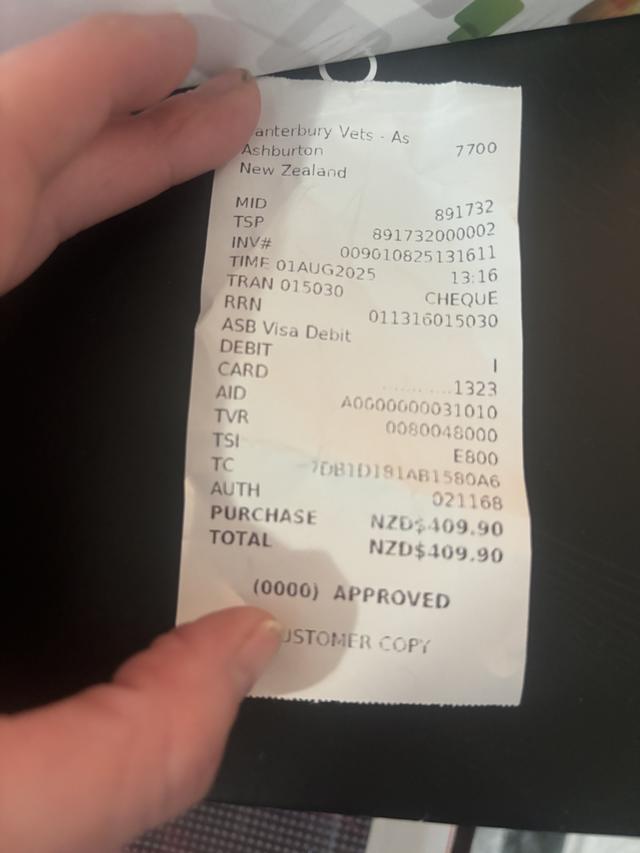 anterbury Vets - As
Ashburton 7700
New Zealand
MID 891732
TSP 891732000002
INV# 009010825131611
TIME 01AUG2025 13:16
TRAN 015030 CHEQUE
RRN 011316015030
ASB Visa Debit
DEBIT I
CARD ............1323
AID A0000000031010
TVR 0080048000
TSI E800
TC 7DB1D181AB1580A6
AUTH 021168
PURCHASE NZD$409.90
TOTAL NZD$409.90
(0000) APPROVED
USTOMER COPY